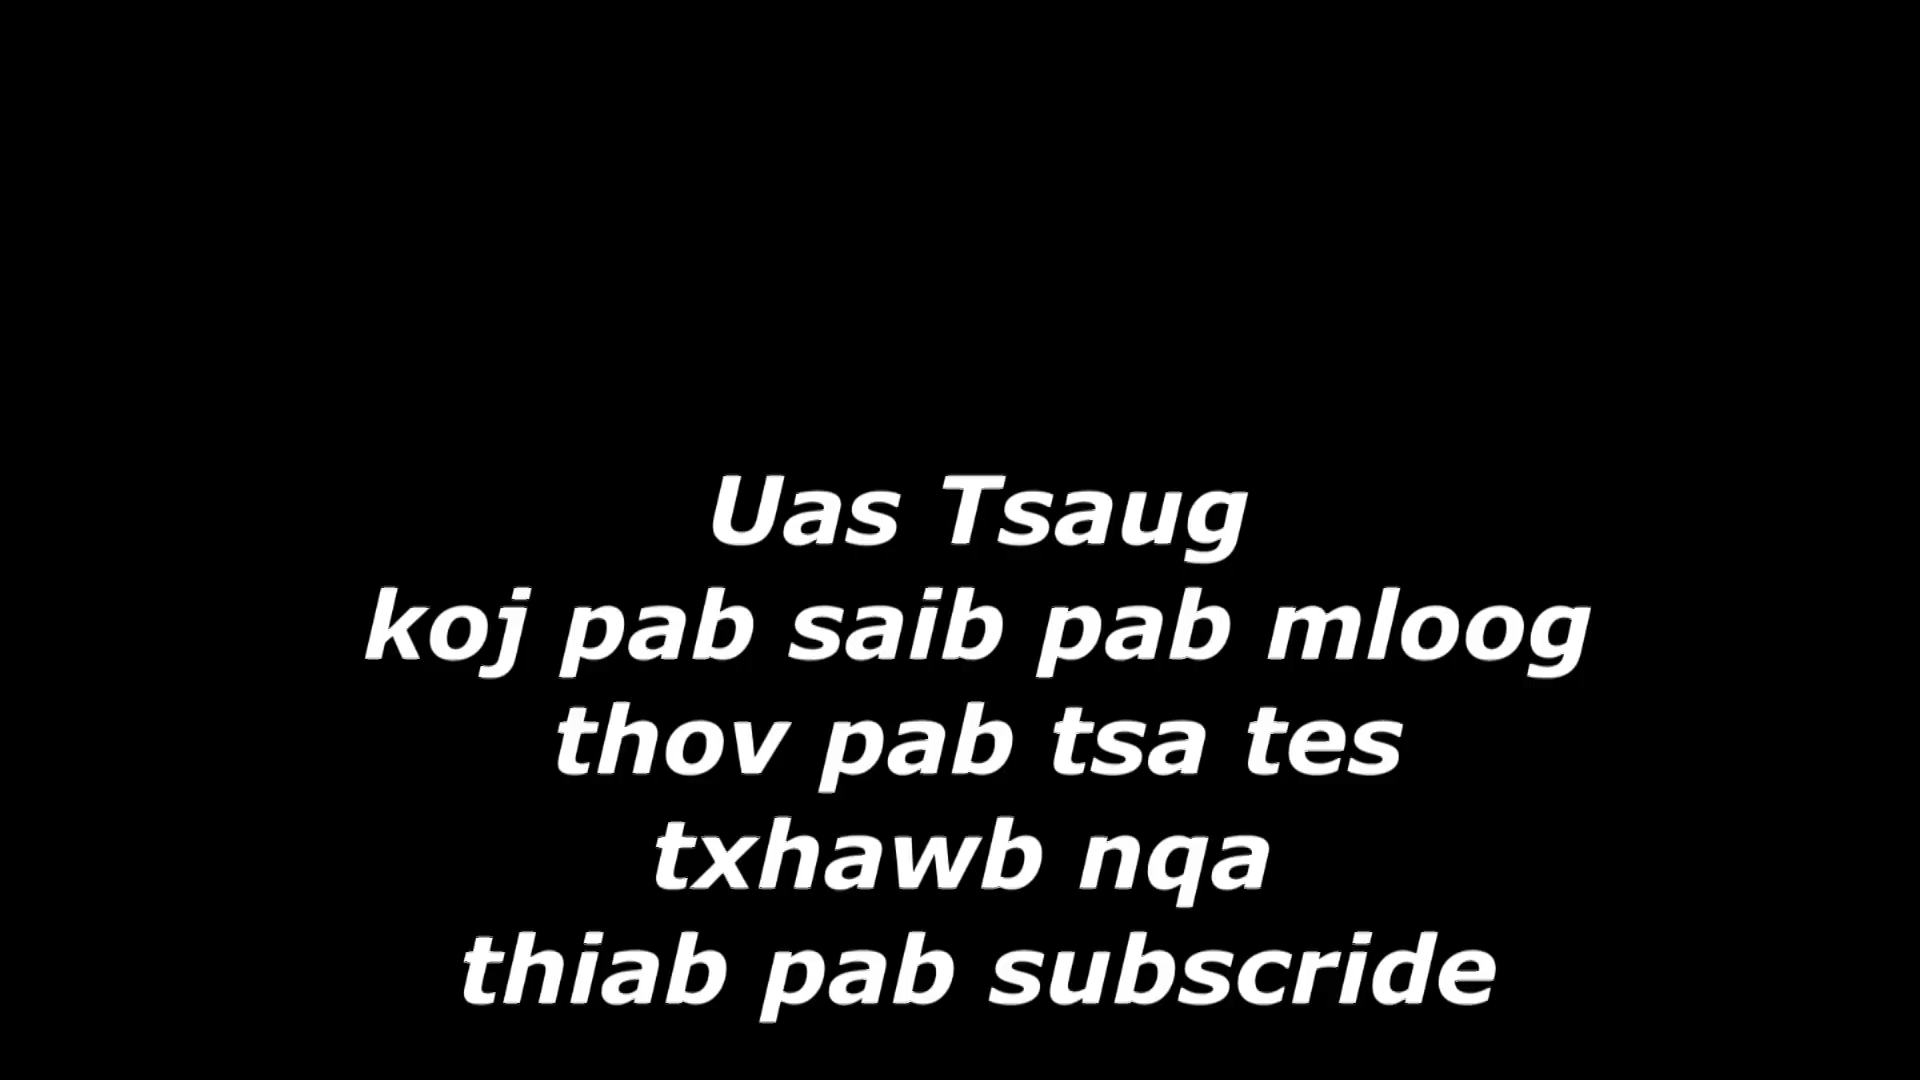 Uas Tsaug
koj pab saib pab mloog
thov pab tsa tes
txhawb nqa
thiab pab subscride